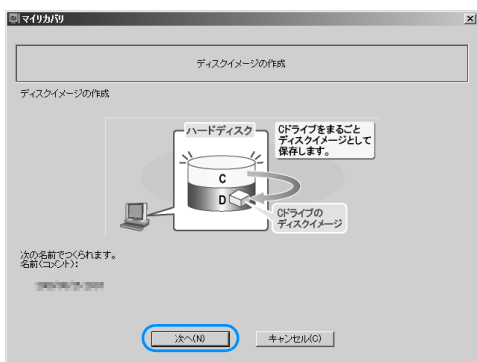 マイリカバリ
ディスクイメージの作成
ディスクイメージの作成
ハードディスク
Cドライブをまるごと
ディスクイメージとして
保存します。
C
D
Cドライブの
ディスクイメージ
次の名前でつくられます。
名前(コメント):
次へ(N)
キャンセル(C)